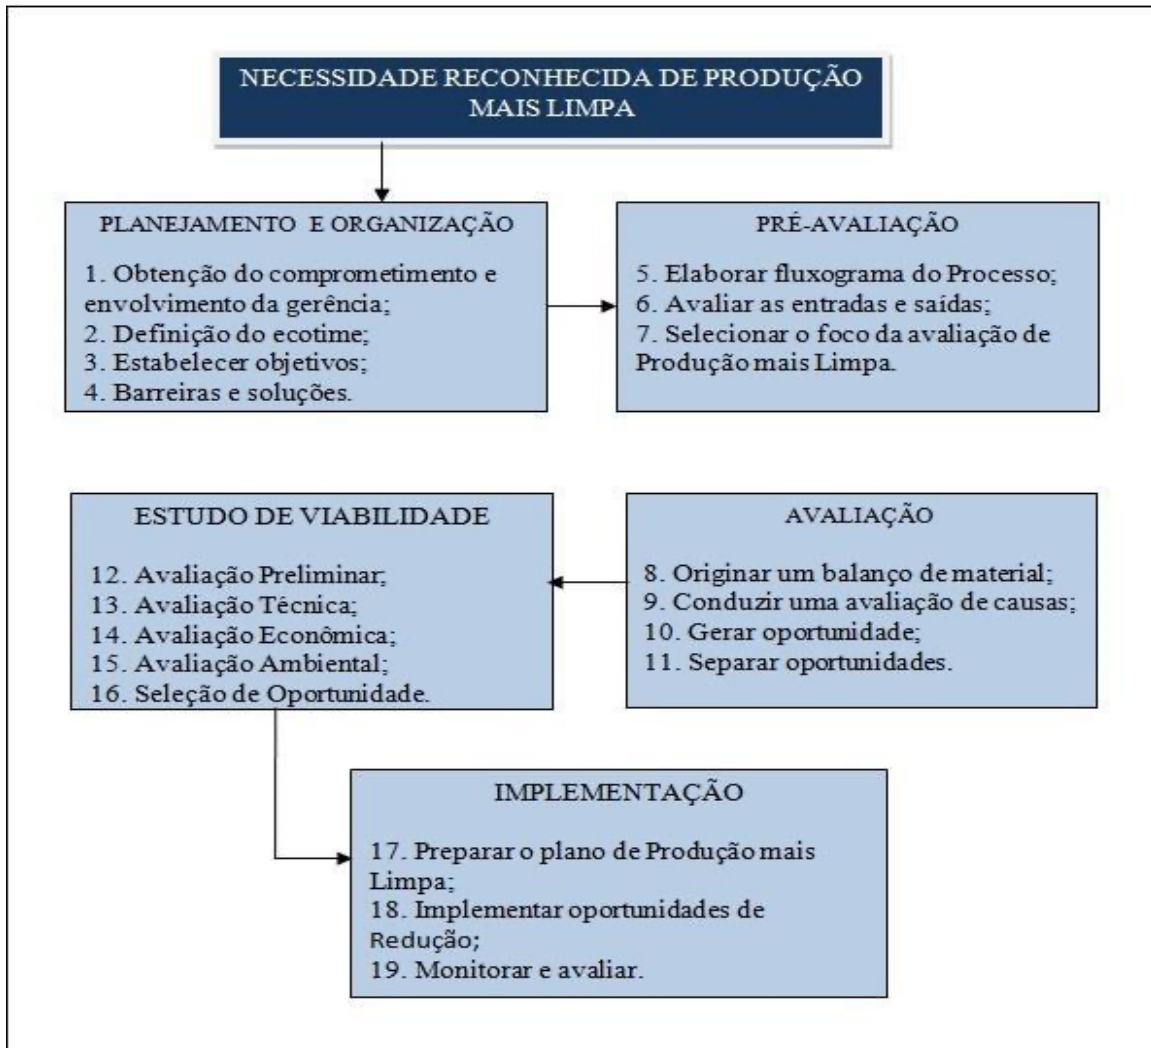 NECESSIDADE RECONHECIDA DE PRODUÇÃO
MAIS LIMPA
PLANEJAMENTO E ORGANIZAÇÃO
1. Obtenção do comprometimento e
envolvimento da gerência;
2. Definição do ecotime;
3. Estabelecer objetivos;
4. Barreiras e soluções.
PRÉ-AVALIAÇÃO
5. Elaborar fluxograma do Processo;
6. Avaliar as entradas e saídas;
7. Selecionar o foco da avaliação de
Produção mais Limpa.
AVALIAÇÃO
8. Originar um balanço de material;
9. Conduzir uma avaliação de causas;
10. Gerar oportunidade;
11. Separar oportunidades.
ESTUDO DE VIABILIDADE
12. Avaliação Preliminar;
13. Avaliação Técnica;
14. Avaliação Econômica;
15. Avaliação Ambiental;
16. Seleção de Oportunidade.
IMPLEMENTAÇÃO
17. Preparar o plano de Produção mais
Limpa;
18. Implementar oportunidades de
Redução;
19. Monitorar e avaliar.